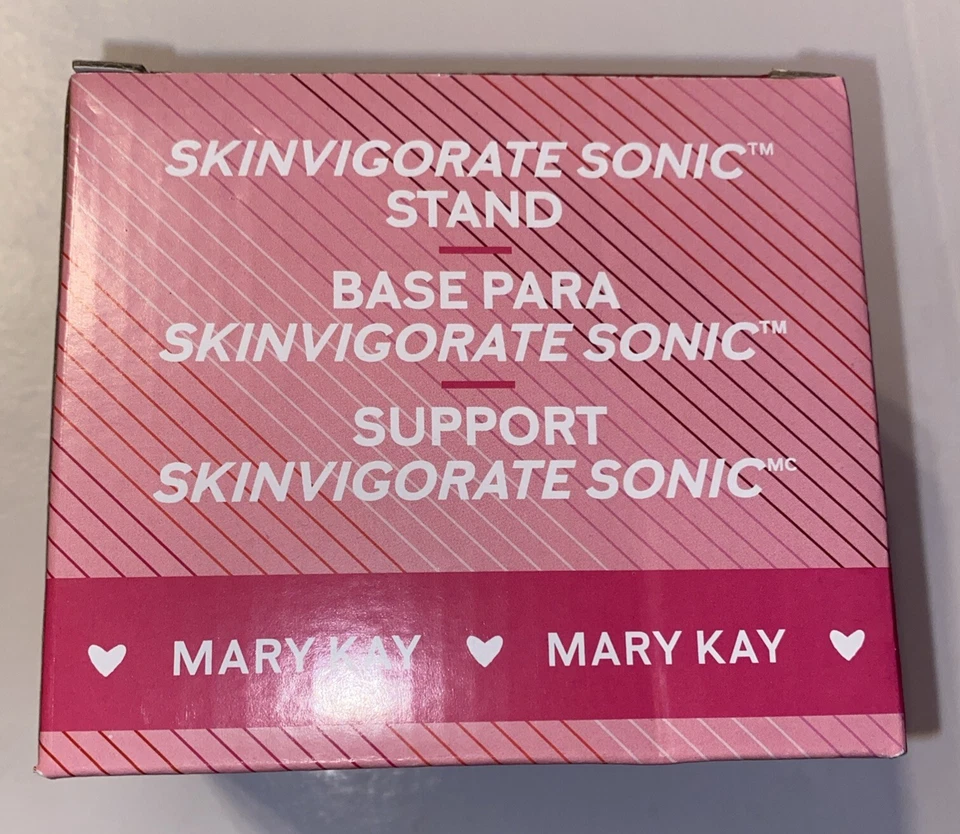 SKINVIGORATE SONIC™
STAND
BASE PARA
SKINVIGORATE SONIC™
SUPPORT
SKINVIGORATE SONIC MC
MARY KAY MARY KAY